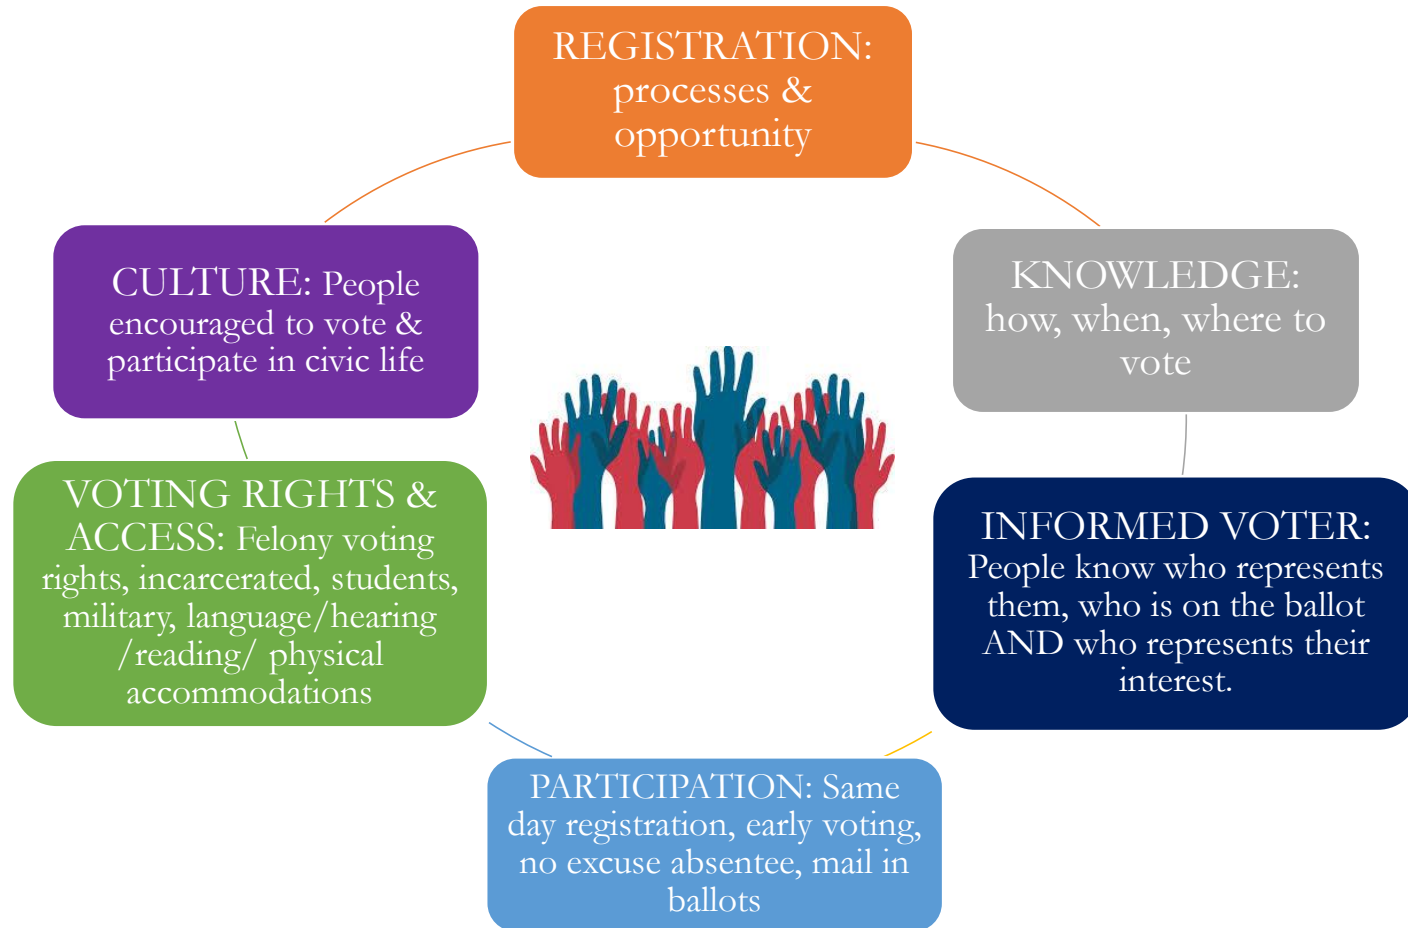 REGISTRATION:
processes &
opportunity
KNOWLEDGE:
how, when, where to
vote
INFORMED VOTER:
People know who represents
them, who is on the ballot
AND who represents their
interest.
PARTICIPATION: Same
day registration, early voting,
no excuse absentee, mail in
ballots
VOTING RIGHTS &
ACCESS: Felony voting
rights, incarcerated, students,
military, language/hearing
/reading/ physical
accommodations
CULTURE: People
encouraged to vote &
participate in civic life